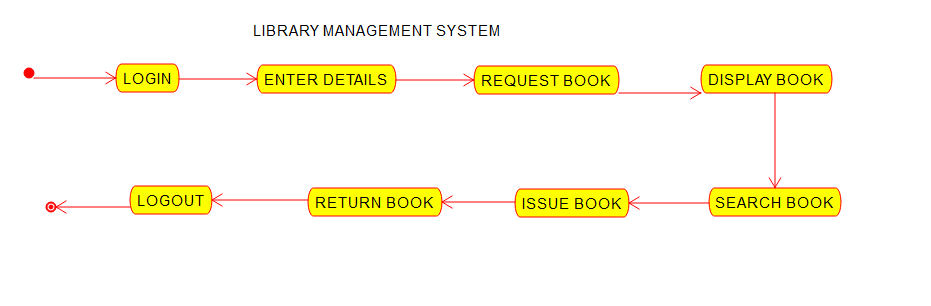 LIBRARY MANAGEMENT SYSTEM
LOGIN
ENTER DETAILS
REQUEST BOOK
DISPLAY BOOK
SEARCH BOOK
ISSUE BOOK
RETURN BOOK
LOGOUT